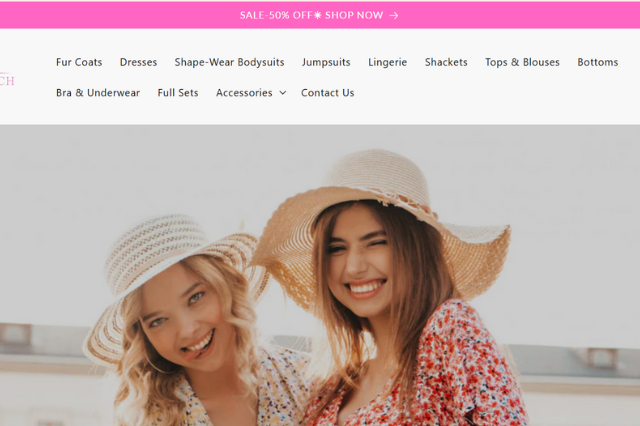 SALE-50% OFF☀ SHOP NOW →
Fur Coats Dresses Shape-Wear Bodysuits Jumpsuits Lingerie Shackets Tops & Blouses Bottoms
CH
Bra & Underwear Full Sets Accessories Contact Us